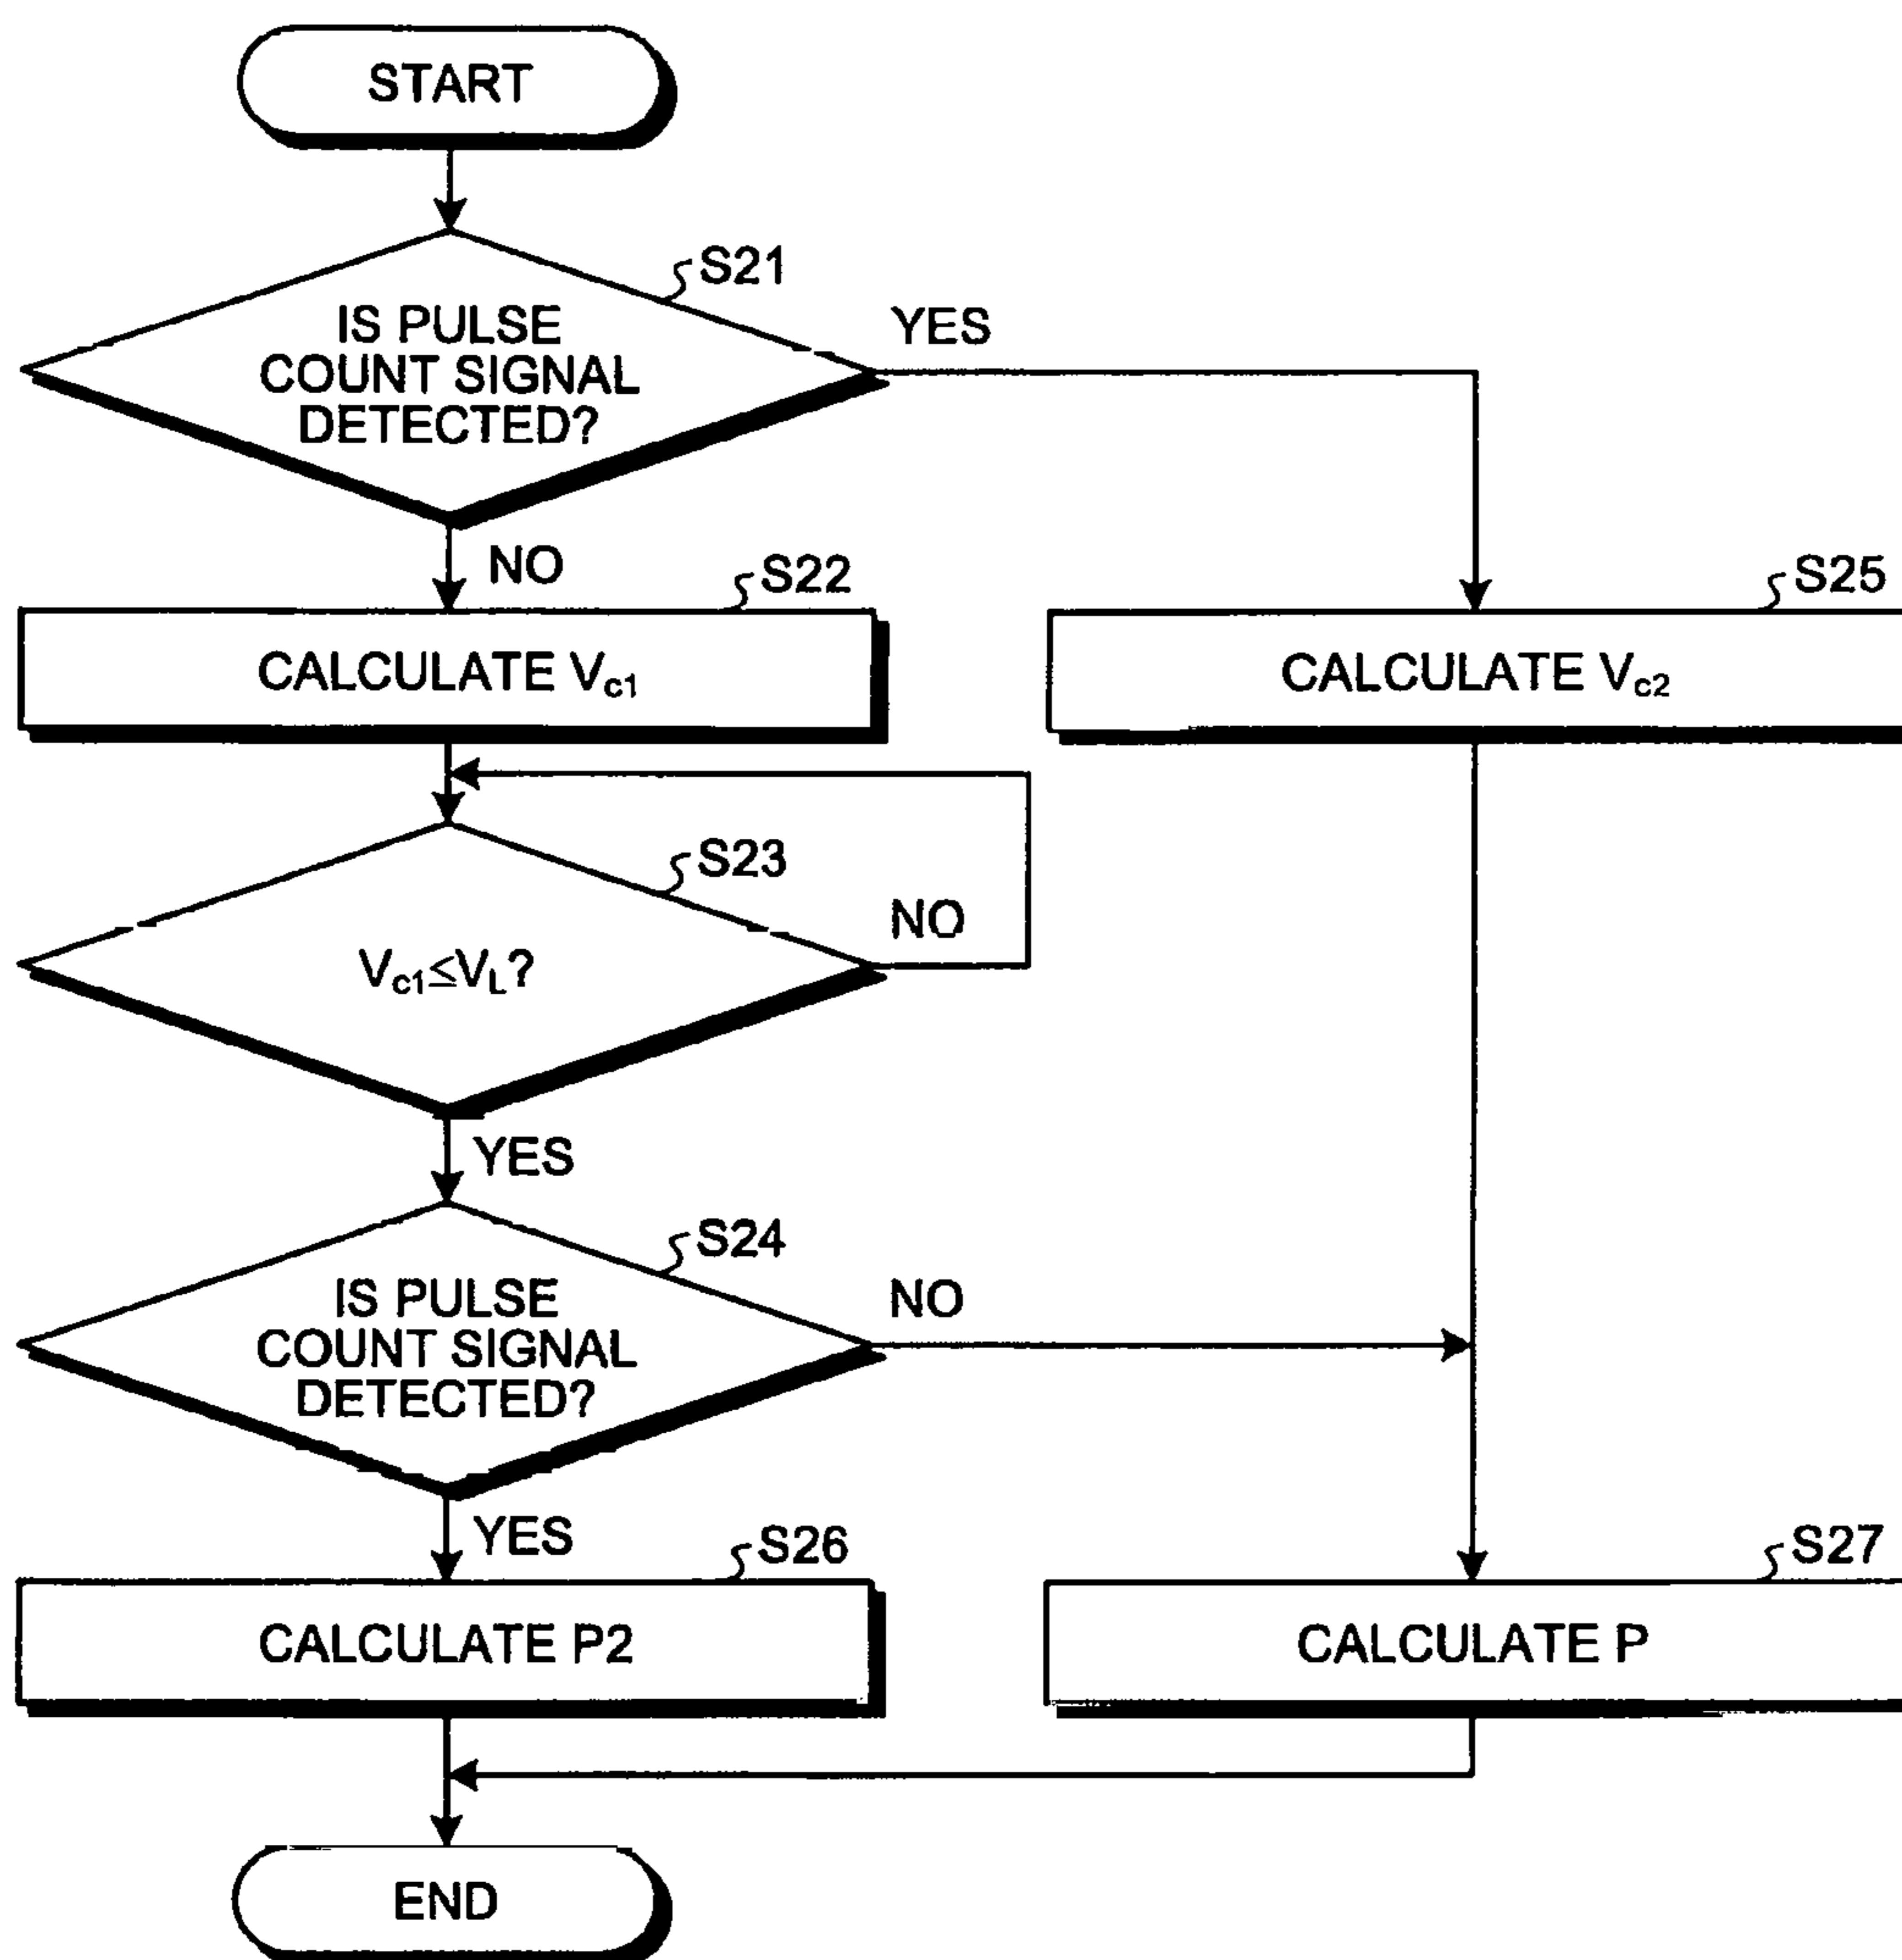 START
S21
IS PULSE
COUNT SIGNAL
DETECTED?
YES
NO
S22
CALCULATE Vc1
S25
CALCULATE Vc2
S23
Vc1≤VL?
NO
YES
S24
IS PULSE
COUNT SIGNAL
DETECTED?
NO
YES
S26
CALCULATE P2
S27
CALCULATE P
END